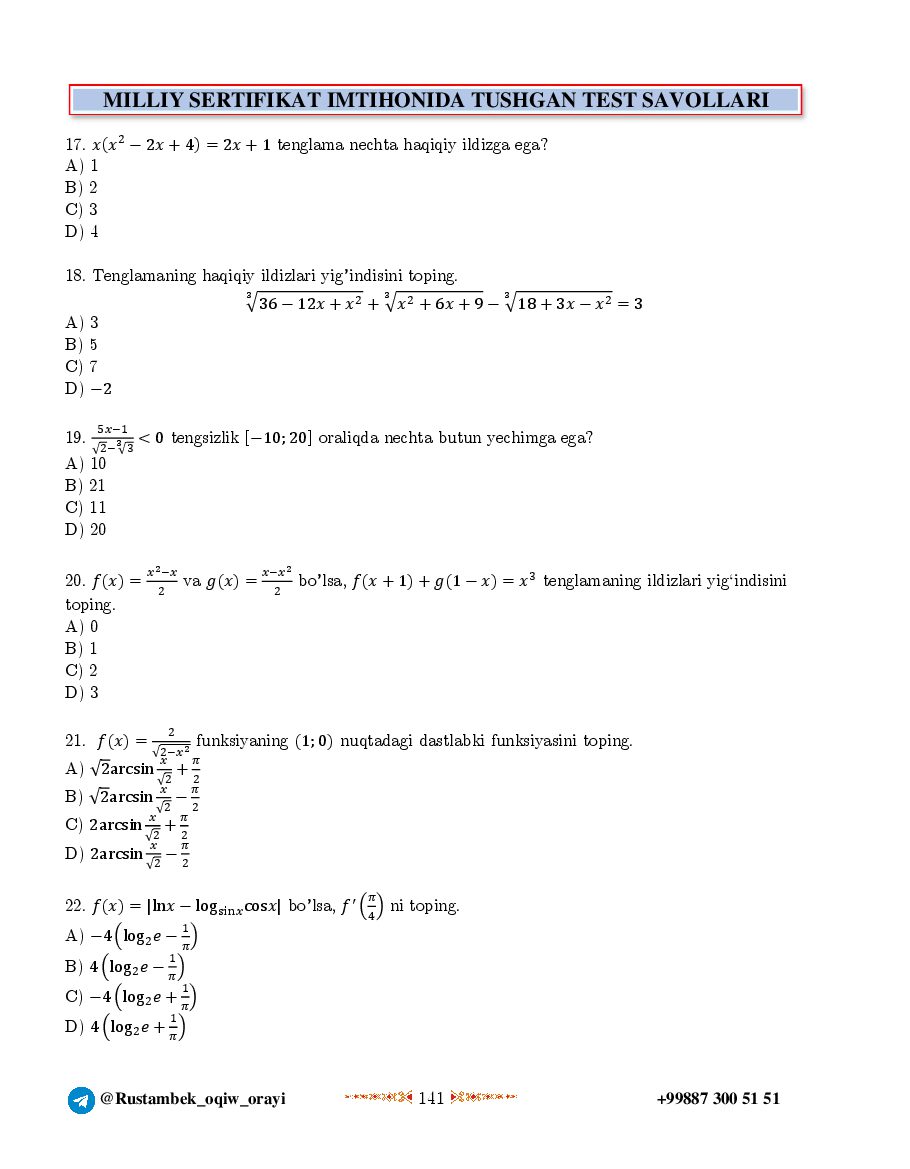 MILLIY SERTIFIKAT IMTIHONIDA TUSHGAN TEST SAVOLLARI
17. x(x² − 2x + 4) = 2x + 1 tenglama nechta haqiqiy ildizga ega?
A) 1
B) 2
C) 3
D) 4
18. Tenglamaning haqiqiy ildizlari yig’indisini toping.
∛(36 − 12x + x²) + ∛(x² + 6x + 9) − ∛(18 + 3x − x²) = 3
A) 3
B) 5
C) 7
D) −2
19. (5x−1)/(√2−∛3) < 0 tengsizlik [−10; 20] oraliqda nechta butun yechimga ega?
A) 10
B) 21
C) 11
D) 20
20. f(x) = (x²−x)/2 va g(x) = (x−x²)/2 bo’lsa, f(x + 1) + g(1 − x) = x³ tenglamaning ildizlari yig‘indisini
toping.
A) 0
B) 1
C) 2
D) 3
21. f(x) = 2/√(2−x²) funksiyaning (1; 0) nuqtadagi dastlabki funksiyasini toping.
A) √2arcsin x/√2 + π/2
B) √2arcsin x/√2 − π/2
C) 2arcsin x/√2 + π/2
D) 2arcsin x/√2 − π/2
22. f(x) = |lnx − log_sinx cosx| bo’lsa, f′(π/4) ni toping.
A) −4(log₂e − 1/π)
B) 4(log₂e − 1/π)
C) −4(log₂e + 1/π)
D) 4(log₂e + 1/π)
@Rustambek_oqiw_orayi 141 +99887 300 51 51